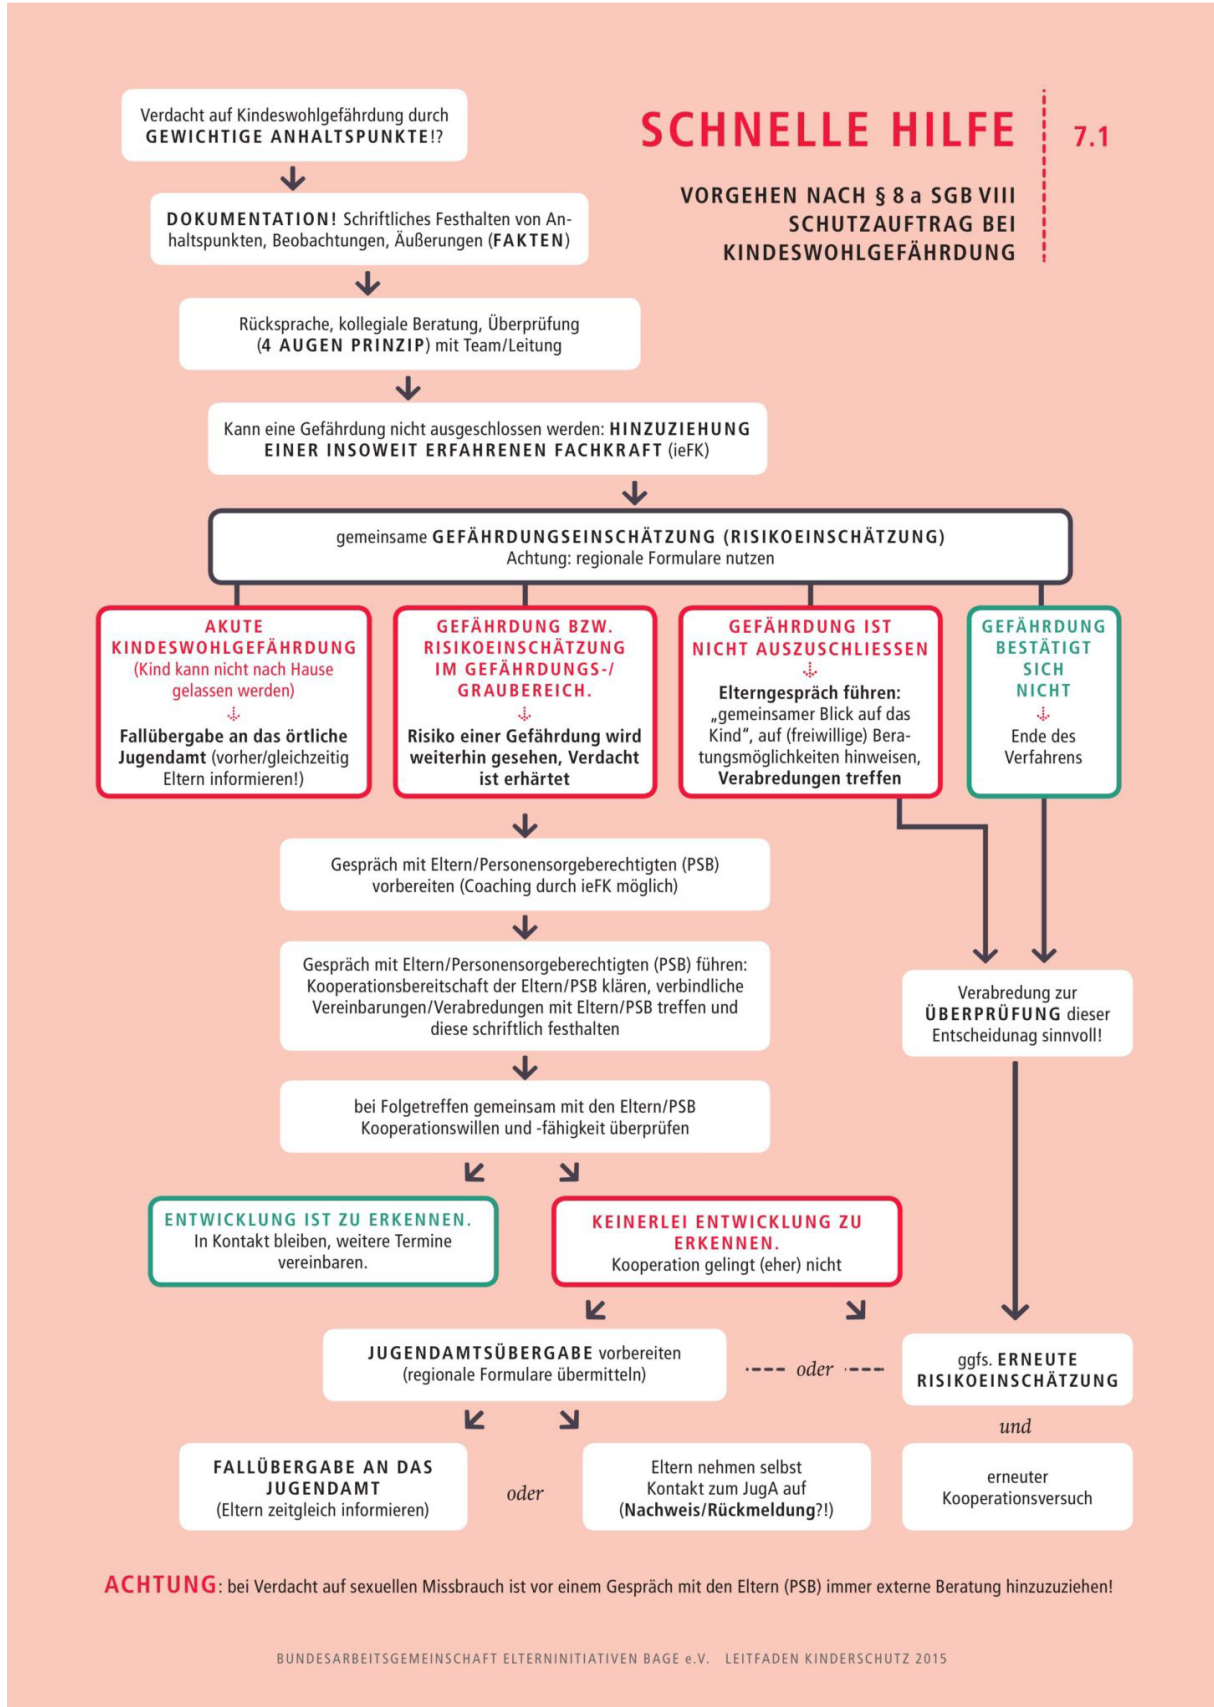 Verdacht auf Kindeswohlgefährdung durch
GEWICHTIGE ANHALTSPUNKTE!?
SCHNELLE HILFE
7.1
VORGEHEN NACH § 8 a SGB VIII
SCHUTZAUFTRAG BEI
KINDESWOHLGEFÄHRDUNG
DOKUMENTATION! Schriftliches Festhalten von An-
haltspunkten, Beobachtungen, Äußerungen (FAKTEN)
Rücksprache, kollegiale Beratung, Überprüfung
(4 AUGEN PRINZIP) mit Team/Leitung
Kann eine Gefährdung nicht ausgeschlossen werden: HINZUZIEHUNG
EINER INSOWEIT ERFAHRENEN FACHKRAFT (ieFK)
gemeinsame GEFÄHRDUNGSEINSCHÄTZUNG (RISIKOEINSCHÄTZUNG)
Achtung: regionale Formulare nutzen
AKUTE
KINDESWOHLGEFÄHRDUNG
(Kind kann nicht nach Hause
gelassen werden)
Fallübergabe an das örtliche
Jugendamt (vorher/gleichzeitig
Eltern informieren!)
GEFÄHRDUNG BZW.
RISIKOEINSCHÄTZUNG
IM GEFÄHRDUNGS-/
GRAUBEREICH.
Risiko einer Gefährdung wird
weiterhin gesehen, Verdacht
ist erhärtet
GEFÄHRDUNG IST
NICHT AUSZUSCHLIESSEN
Elterngespräch führen:
„gemeinsamer Blick auf das
Kind“, auf (freiwillige) Bera-
tungsmöglichkeiten hinweisen,
Verabredungen treffen
GEFÄHRDUNG
BESTÄTIGT
SICH
NICHT
Ende des
Verfahrens
Gespräch mit Eltern/Personensorgeberechtigten (PSB)
vorbereiten (Coaching durch ieFK möglich)
Gespräch mit Eltern/Personensorgeberechtigten (PSB) führen:
Kooperationsbereitschaft der Eltern/PSB klären, verbindliche
Vereinbarungen/Verabredungen mit Eltern/PSB treffen und
diese schriftlich festhalten
Verabredung zur
ÜBERPRÜFUNG dieser
Entscheidunag sinnvoll!
bei Folgetreffen gemeinsam mit den Eltern/PSB
Kooperationswillen und -fähigkeit überprüfen
ENTWICKLUNG IST ZU ERKENNEN.
In Kontakt bleiben, weitere Termine
vereinbaren.
KEINERLEI ENTWICKLUNG ZU
ERKENNEN.
Kooperation gelingt (eher) nicht
JUGENDAMTSÜBERGABE vorbereiten
(regionale Formulare übermitteln)
oder
ggfs. ERNEUTE
RISIKOEINSCHÄTZUNG
und
FALLÜBERGABE AN DAS
JUGENDAMT
(Eltern zeitgleich informieren)
oder
Eltern nehmen selbst
Kontakt zum JugA auf
(Nachweis/Rückmeldung?!)
erneuter
Kooperationsversuch
ACHTUNG: bei Verdacht auf sexuellen Missbrauch ist vor einem Gespräch mit den Eltern (PSB) immer externe Beratung hinzuzuziehen!
BUNDESARBEITSGEMEINSCHAFT ELTERNINITIATIVEN BAGE e.V. LEITFADEN KINDERSCHUTZ 2015